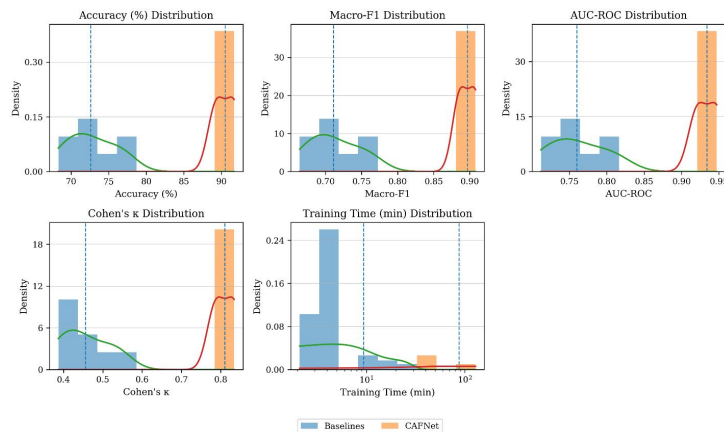 Accuracy (%) Distribution
Density
0.30
0.15
0.00
70 75 80 85 90
Accuracy (%)
Macro-F1 Distribution
Density
30
20
10
0
0.70 0.75 0.80 0.85 0.90
Macro-F1
AUC-ROC Distribution
Density
30
15
0
0.75 0.80 0.85 0.90 0.95
AUC-ROC
Cohen's κ Distribution
Density
18
12
6
0
0.4 0.5 0.6 0.7 0.8
Cohen's κ
Training Time (min) Distribution
Density
0.24
0.16
0.08
0.00
10¹ 10²
Training Time (min)
Baselines CAFNet